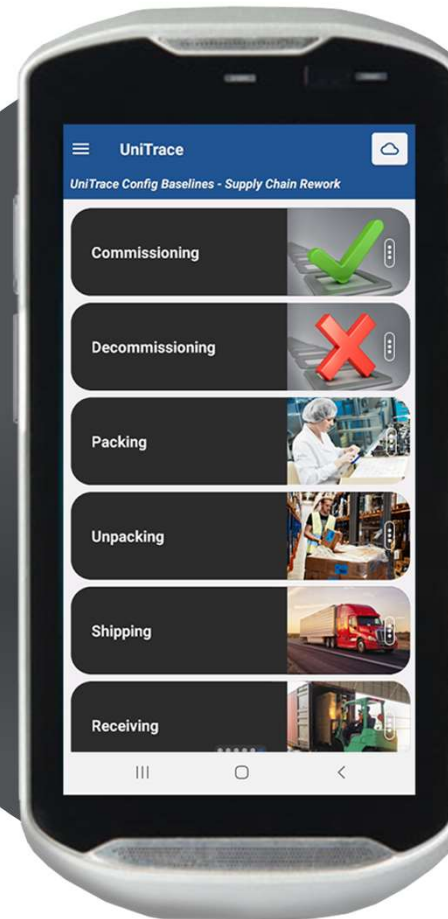 UniTrace
UniTrace Config Baselines - Supply Chain Rework
Commissioning
Decommissioning
Packing
Unpacking
Shipping
Receiving